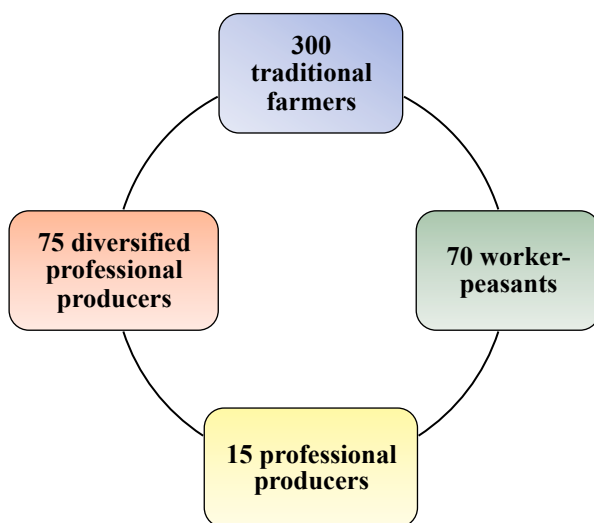 300
traditional
farmers
75 diversified
professional
producers
70 worker-
peasants
15 professional
producers